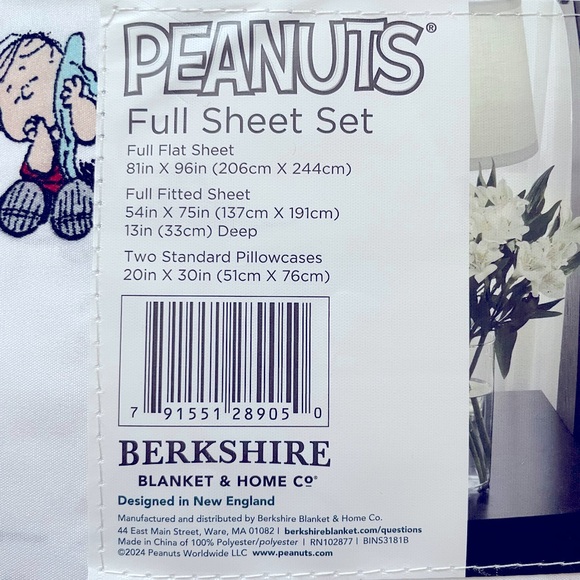 PEANUTS®
Full Sheet Set
Full Flat Sheet
81in X 96in (206cm X 244cm)
Full Fitted Sheet
54in X 75in (137cm X 191cm)
13in (33cm) Deep
Two Standard Pillowcases
20in X 30in (51cm X 76cm)
7 91551 28905 0
BERKSHIRE
BLANKET & HOME Cº®
Designed in New England
Manufactured and distributed by Berkshire Blanket & Home Co.
44 East Main Street, Ware, MA 01082 | berkshireblanket.com/questions
Made in China of 100% Polyester/polyester | RN102877 | BINS3181B
©2024 Peanuts Worldwide LLC www.peanuts.com